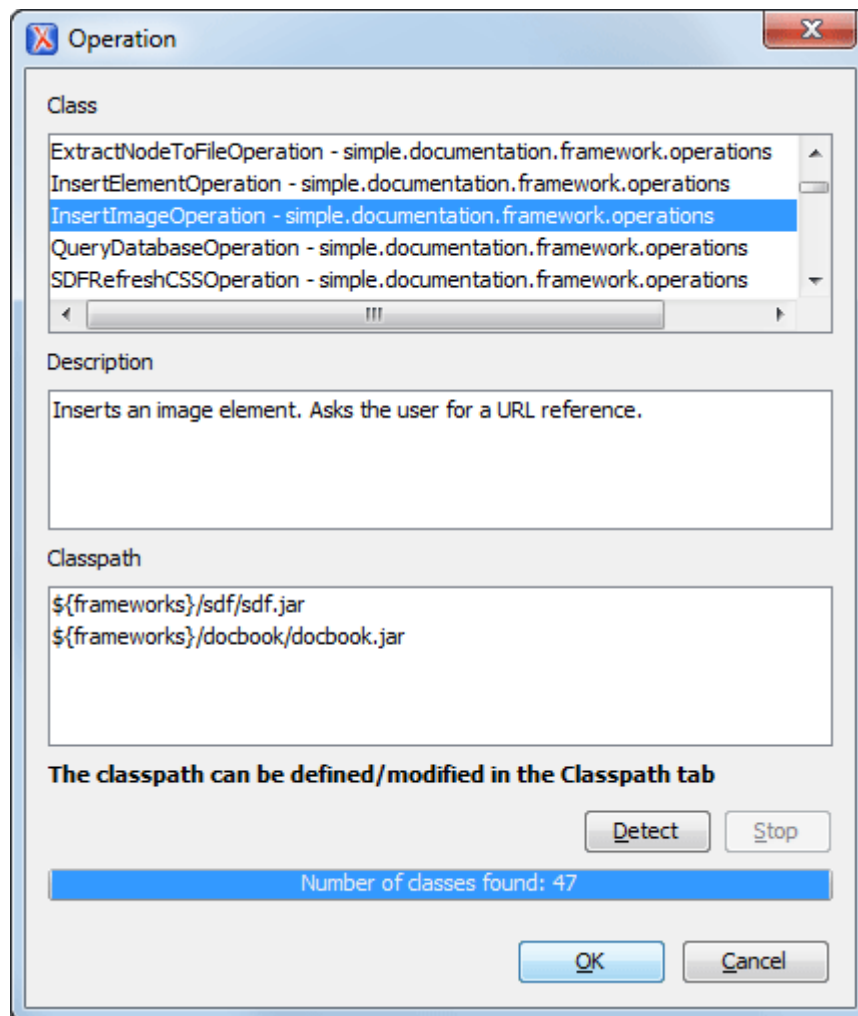 Operation
Class
ExtractNodeToFileOperation - simple.documentation.framework.operations
InsertElementOperation - simple.documentation.framework.operations
InsertImageOperation - simple.documentation.framework.operations
QueryDatabaseOperation - simple.documentation.framework.operations
SDFRefreshCSSOperation - simple.documentation.framework.operations
Description
Inserts an image element. Asks the user for a URL reference.
Classpath
${frameworks}/sdf/sdf.jar
${frameworks}/docbook/docbook.jar
The classpath can be defined/modified in the Classpath tab
Detect Stop
Number of classes found: 47
OK Cancel